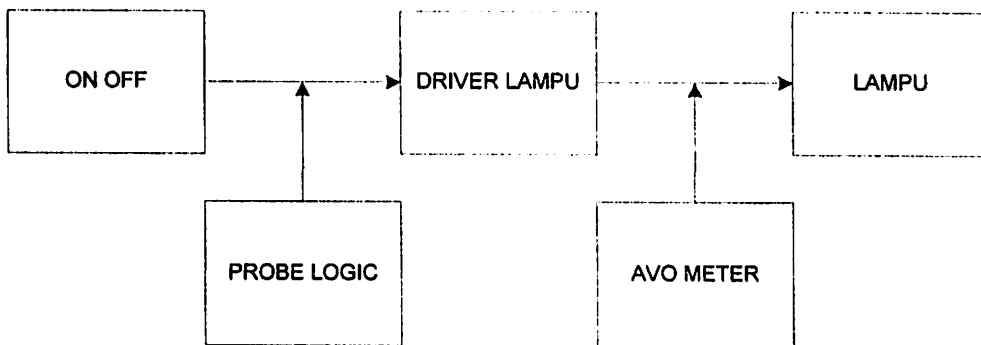 ON OFF
DRIVER LAMPU
LAMPU
PROBE LOGIC
AVO METER